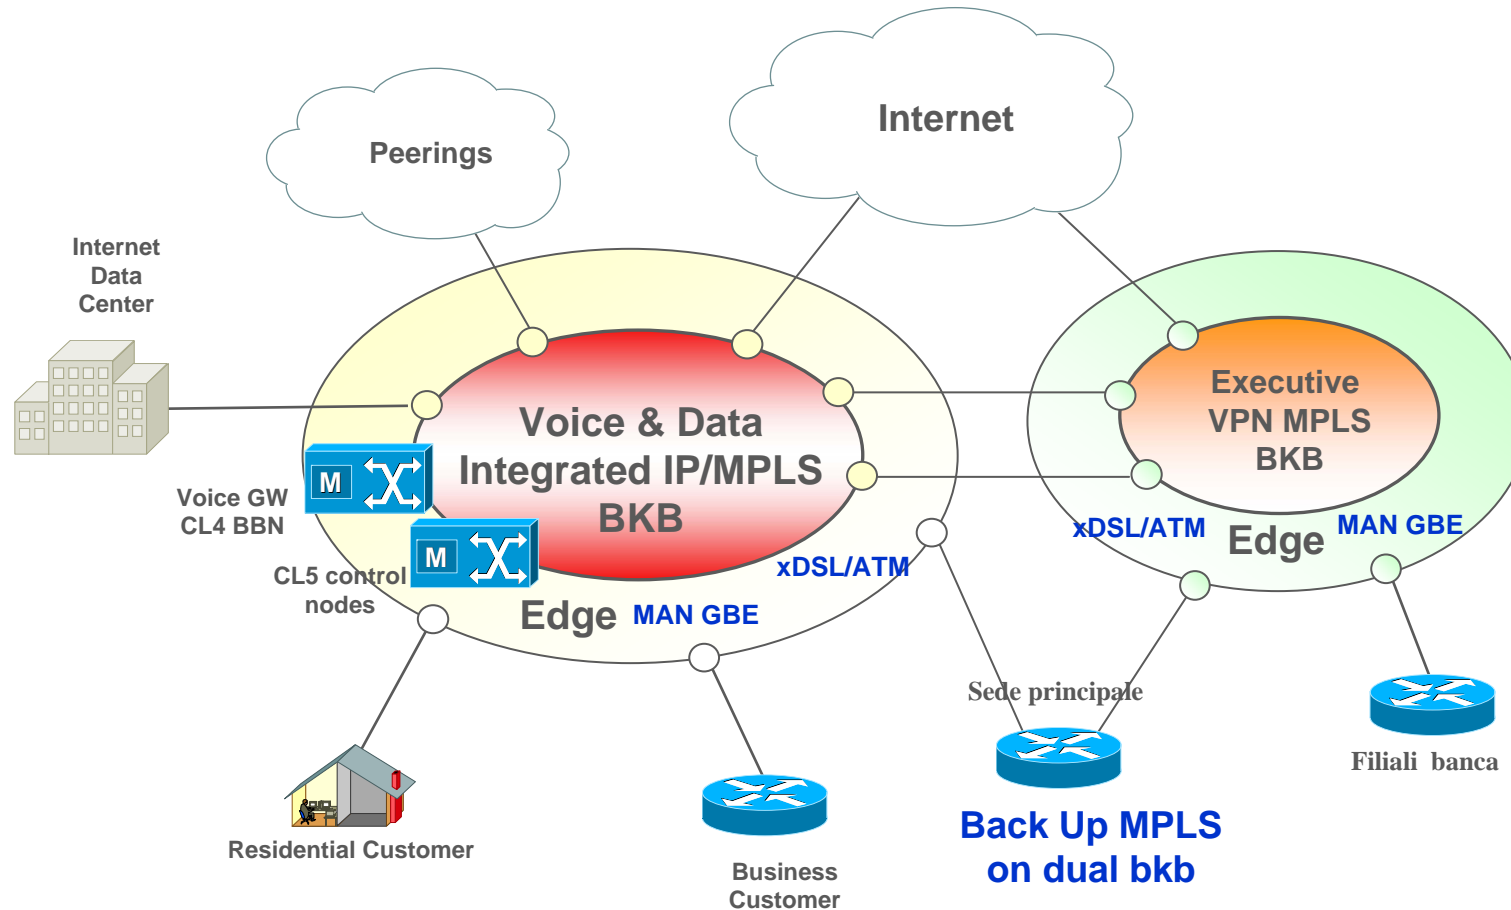 Internet
Peerings
Internet
Data
Center
Executive
VPN MPLS
BKB
Voice & Data
Integrated IP/MPLS
BKB
M
Voice GW
CL4 BBN
M
CL5 control
nodes
xDSL/ATM
Edge
MAN GBE
xDSL/ATM
Edge
MAN GBE
Sede principale
Filiali banca
Residential Customer
Business
Customer
Back Up MPLS
on dual bkb